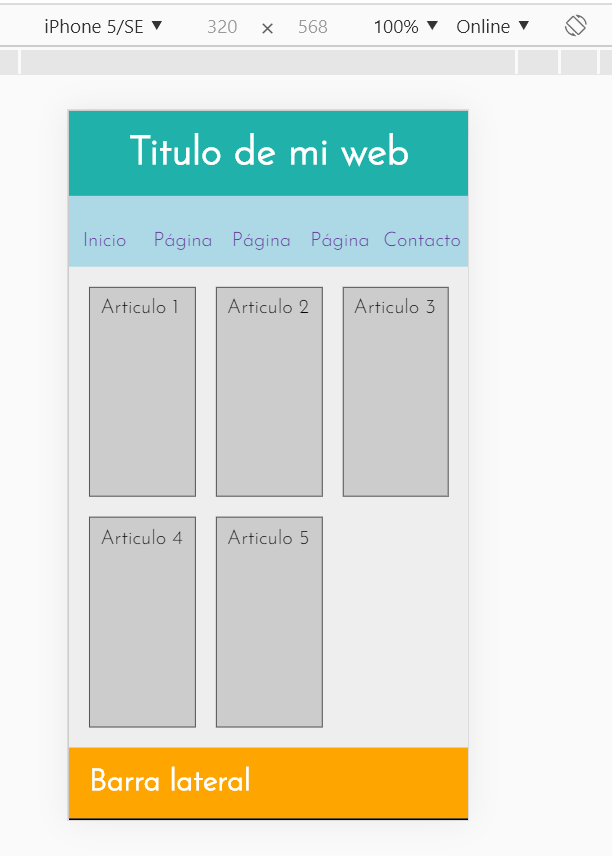 iPhone 5/SE ▼ 320 × 568 100% ▼ Online ▼
Titulo de mi web
Inicio Página Página Página Contacto
Articulo 1 Articulo 2 Articulo 3
Articulo 4 Articulo 5
Barra lateral